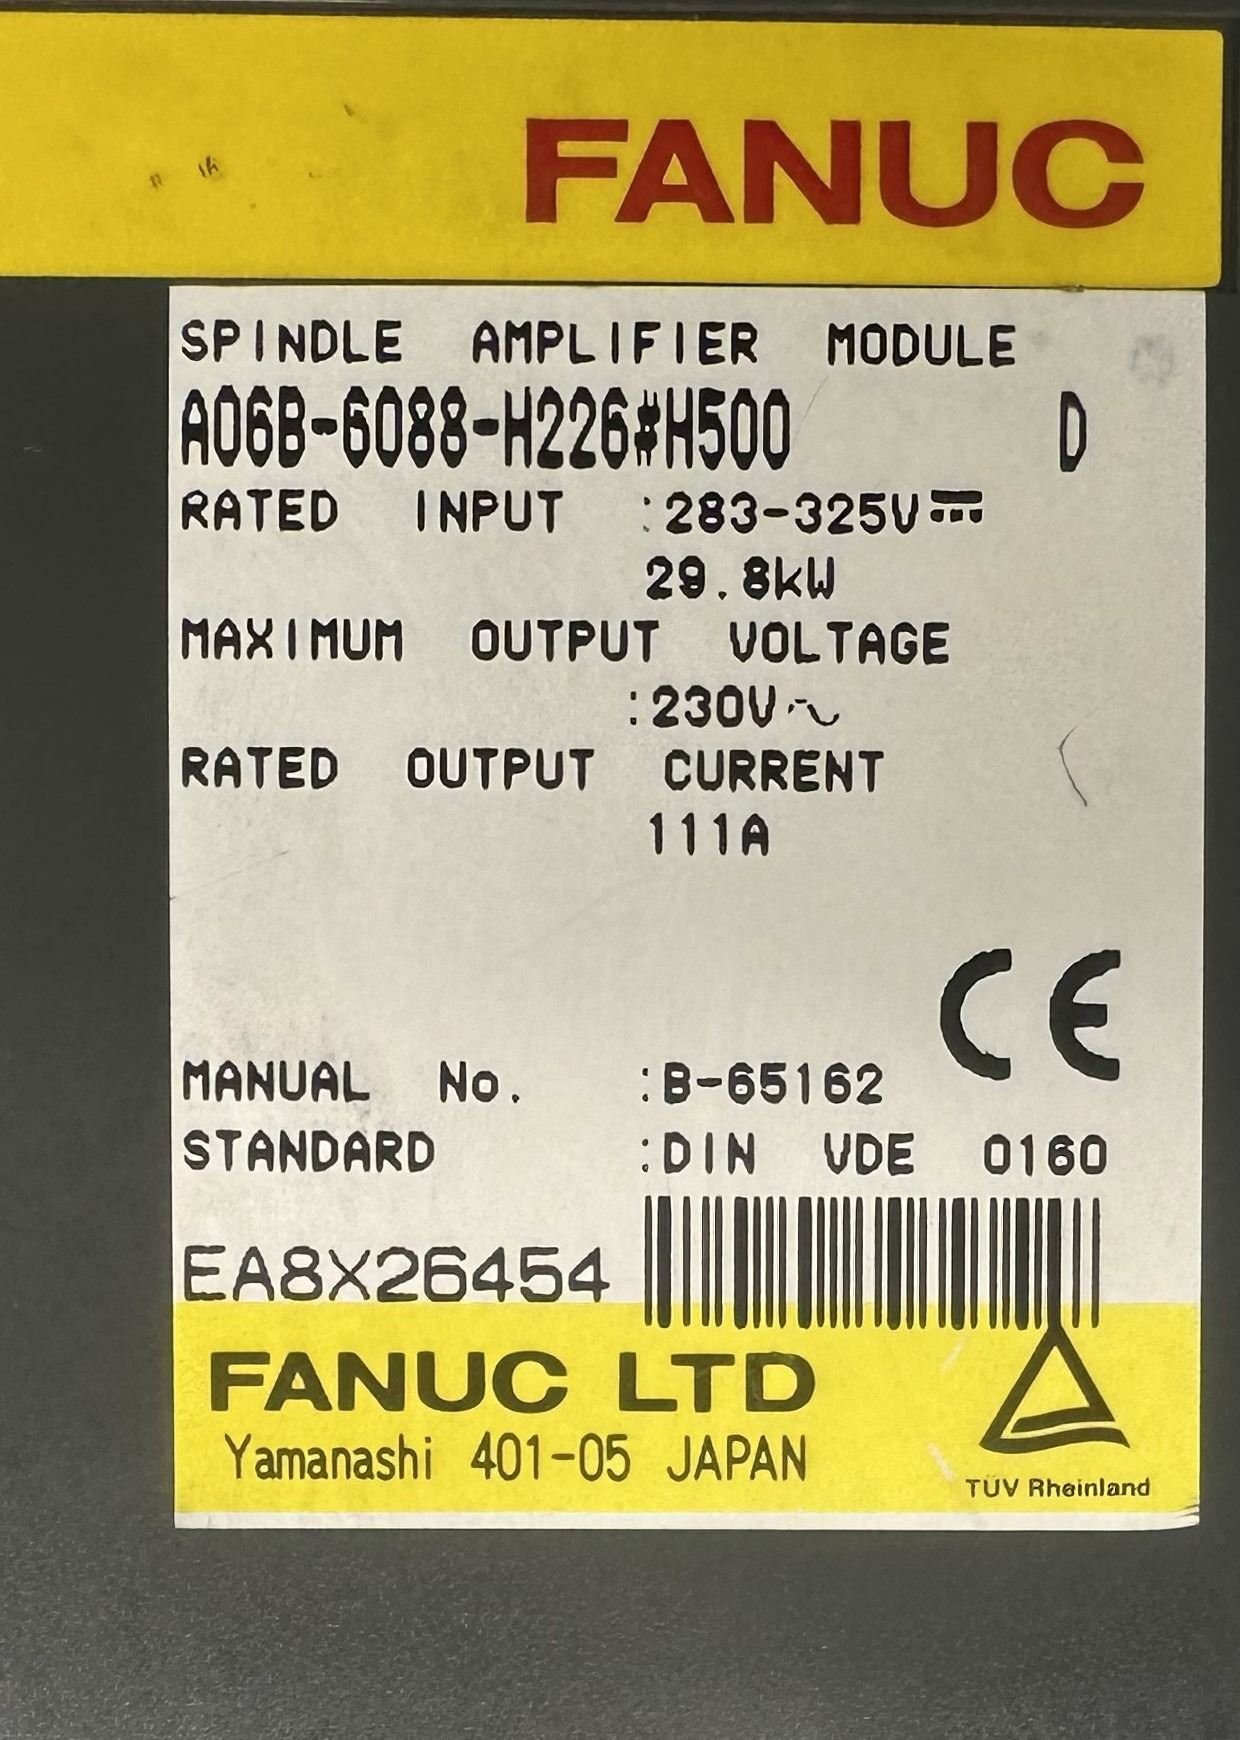 FANUC
SPINDLE AMPLIFIER MODULE
A06B-6088-H226#H500 D
RATED INPUT :283-325V⎓
29.8kW
MAXIMUM OUTPUT VOLTAGE
:230V~
RATED OUTPUT CURRENT
111A
CE
MANUAL No. :B-65162
STANDARD :DIN VDE 0160
EA8X26454
FANUC LTD
Yamanashi 401-05 JAPAN
TÜV Rheinland